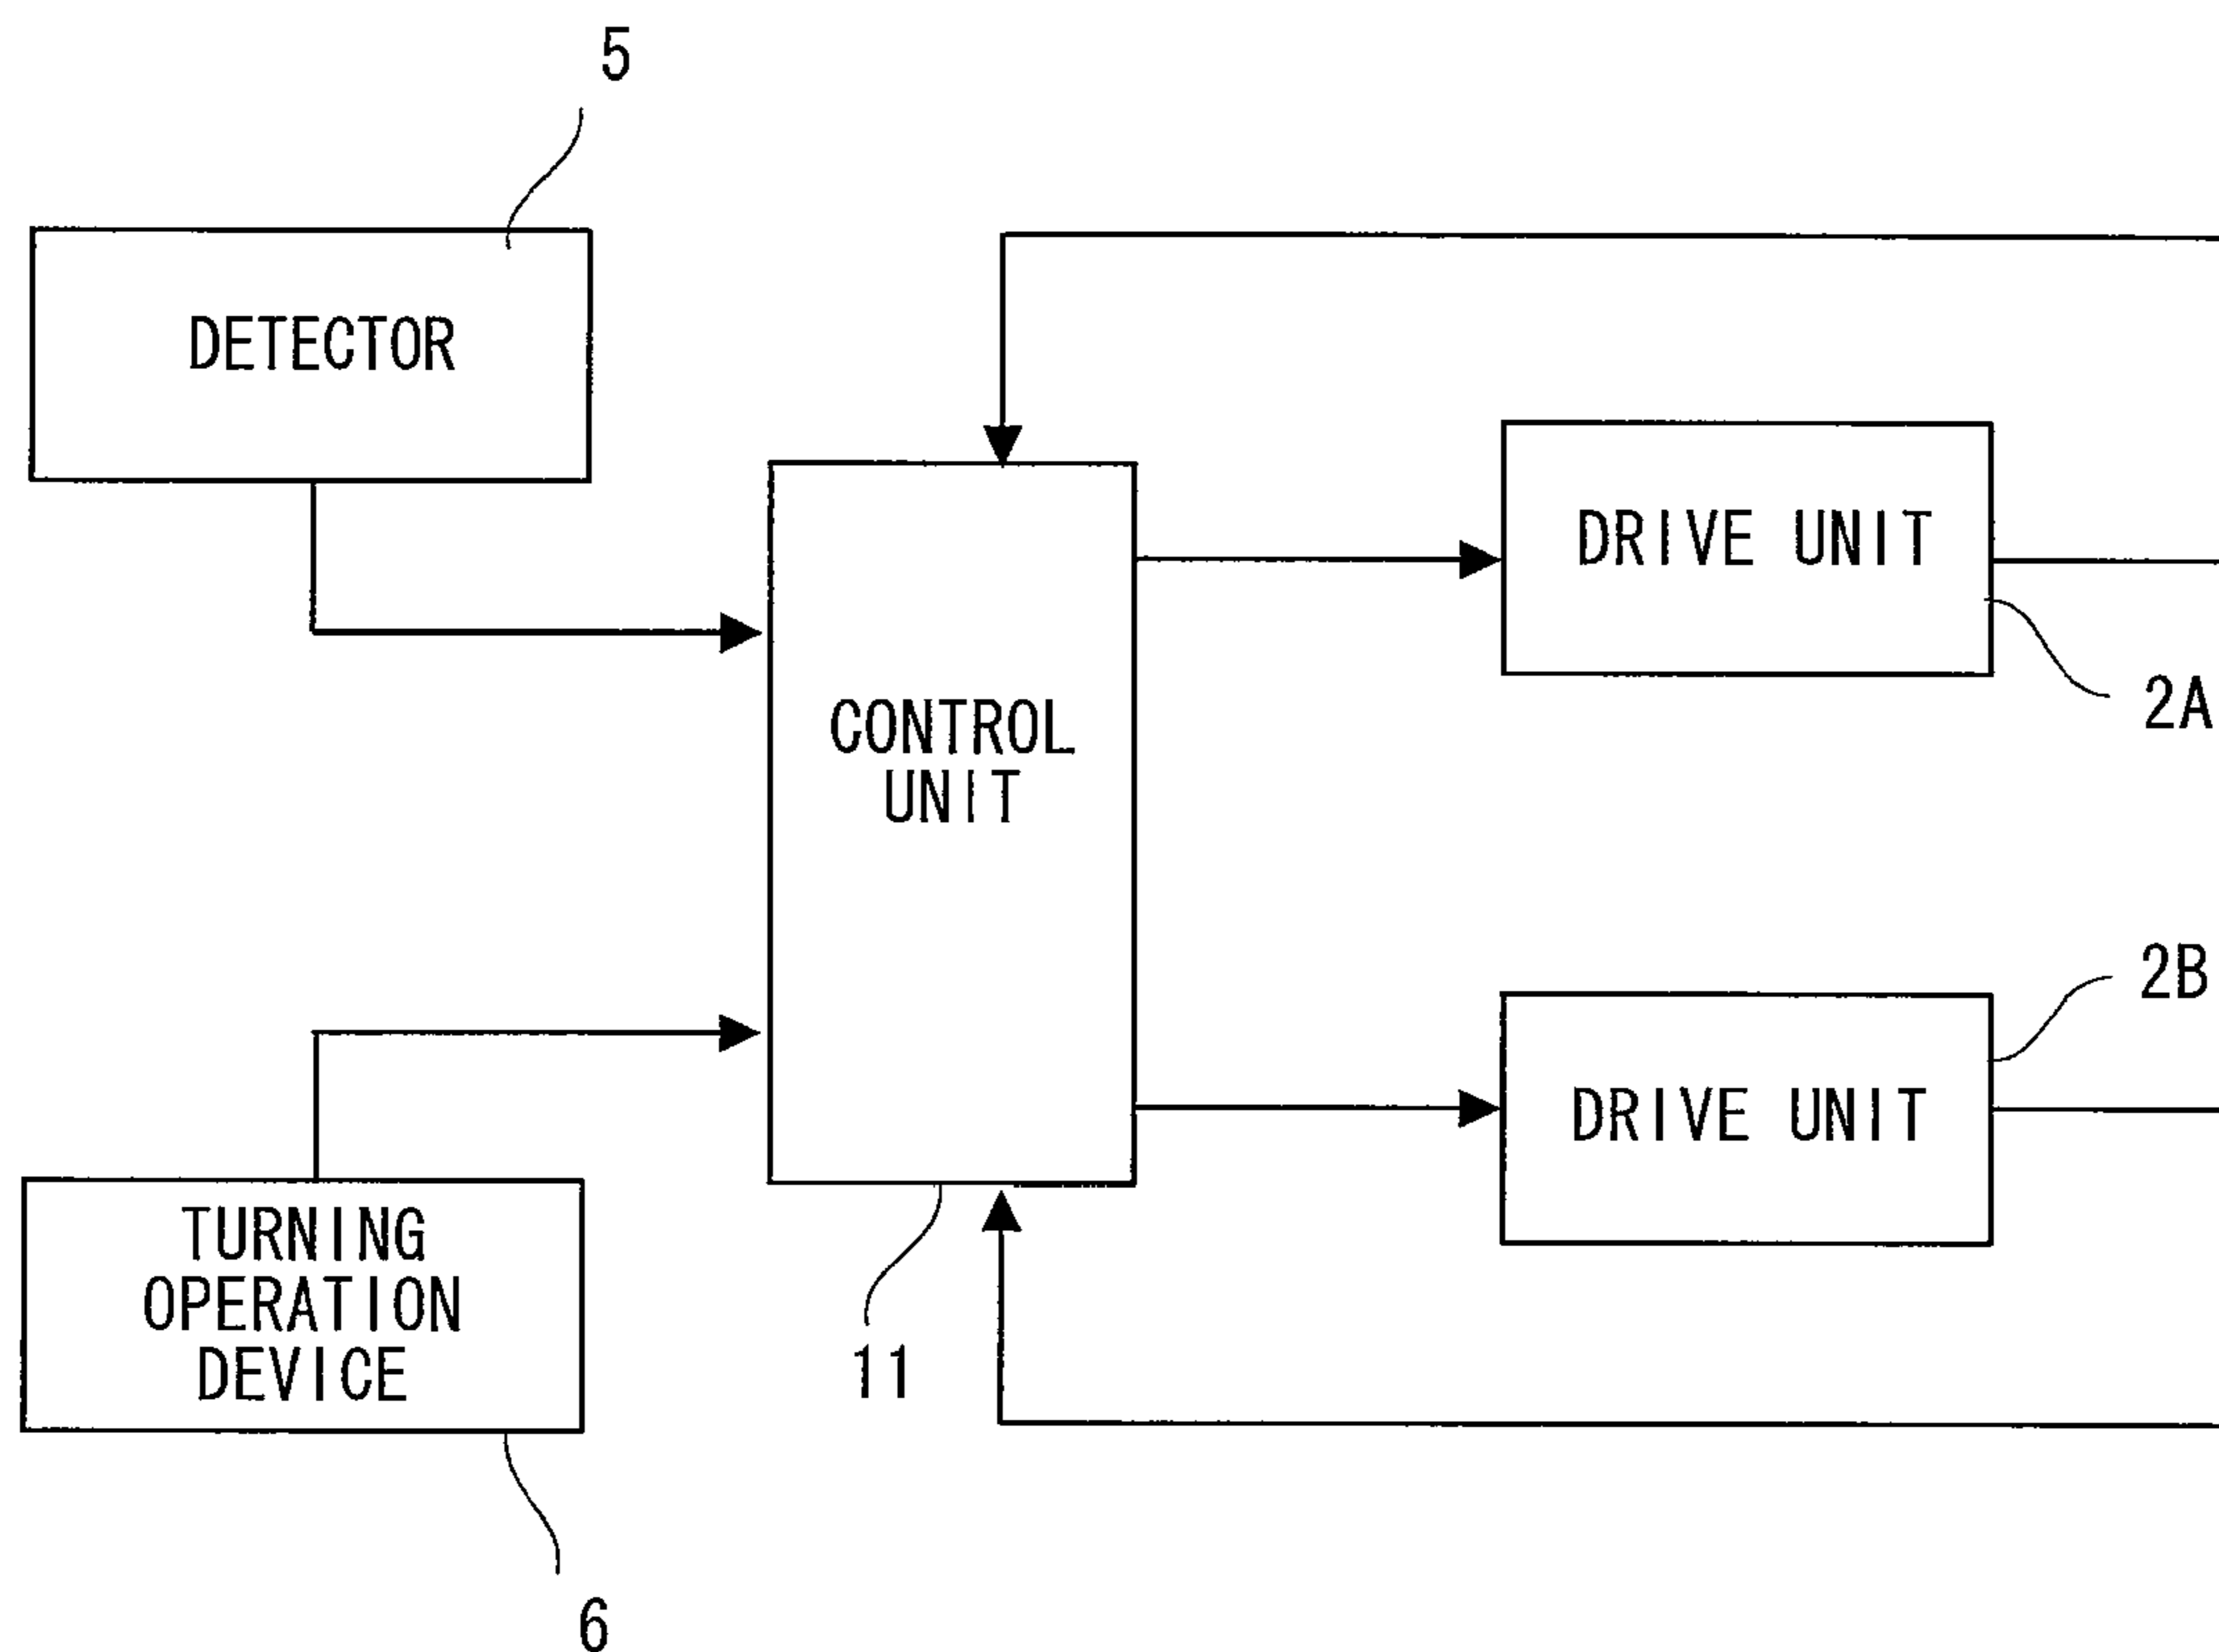 5
DETECTOR
DRIVE UNIT
2A
CONTROL
UNIT
2B
DRIVE UNIT
TURNING
OPERATION
DEVICE
11
6